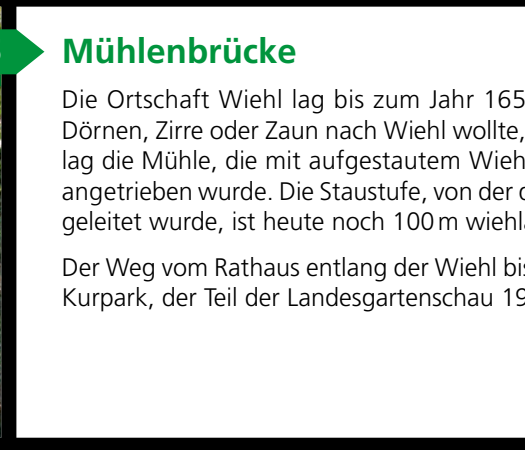 Mühlenbrücke
Die Ortschaft Wiehl lag bis zum Jahr 165
Dörnen, Zirre oder Zaun nach Wiehl wollte,
lag die Mühle, die mit aufgestautem Wieh
angetrieben wurde. Die Staustufe, von der
geleitet wurde, ist heute noch 100 m wiehl
Der Weg vom Rathaus entlang der Wiehl bis
Kurpark, der Teil der Landesgartenschau 19